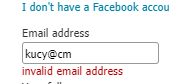 I don't have a Facebook accou
Email address
kucy@cm
invalid email address